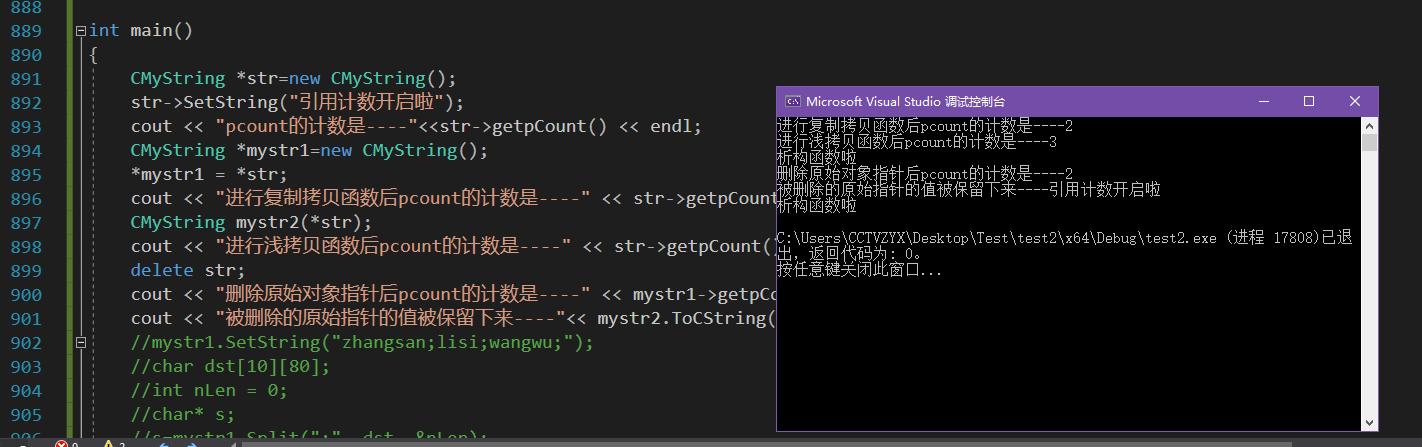 888
889 int main()
890 {
891 CMyString *str=new CMyString();
892 str->SetString("引用计数开启啦");
893 cout << "pcount的计数是----"<<str->getpCount() << endl;
894 CMyString *mystr1=new CMyString();
895 *mystr1 = *str;
896 cout << "进行复制拷贝函数后pcount的计数是----" << str->getpCount
897 CMyString mystr2(*str);
898 cout << "进行浅拷贝函数后pcount的计数是----" << str->getpCount(
899 delete str;
900 cout << "删除原始对象指针后pcount的计数是----" << mystr1->getpCo
901 cout << "被删除的原始指针的值被保留下来----"<< mystr2.ToCString(
902 //mystr1.SetString("zhangsan;lisi;wangwu;");
903 //char dst[10][80];
904 //int nLen = 0;
905 //char* s;
906 //s=mystr1.Split(";", dst, &nLen);
Microsoft Visual Studio 调试控制台
进行复制拷贝函数后pcount的计数是----2
进行浅拷贝函数后pcount的计数是----3
析构函数啦
删除原始对象指针后pcount的计数是----2
被删除的原始指针的值被保留下来----引用计数开启啦
析构函数啦
C:\Users\CCTVZYX\Desktop\Test\test2\x64\Debug\test2.exe (进程 17808)已退
出，返回代码为: 0。
按任意键关闭此窗口...